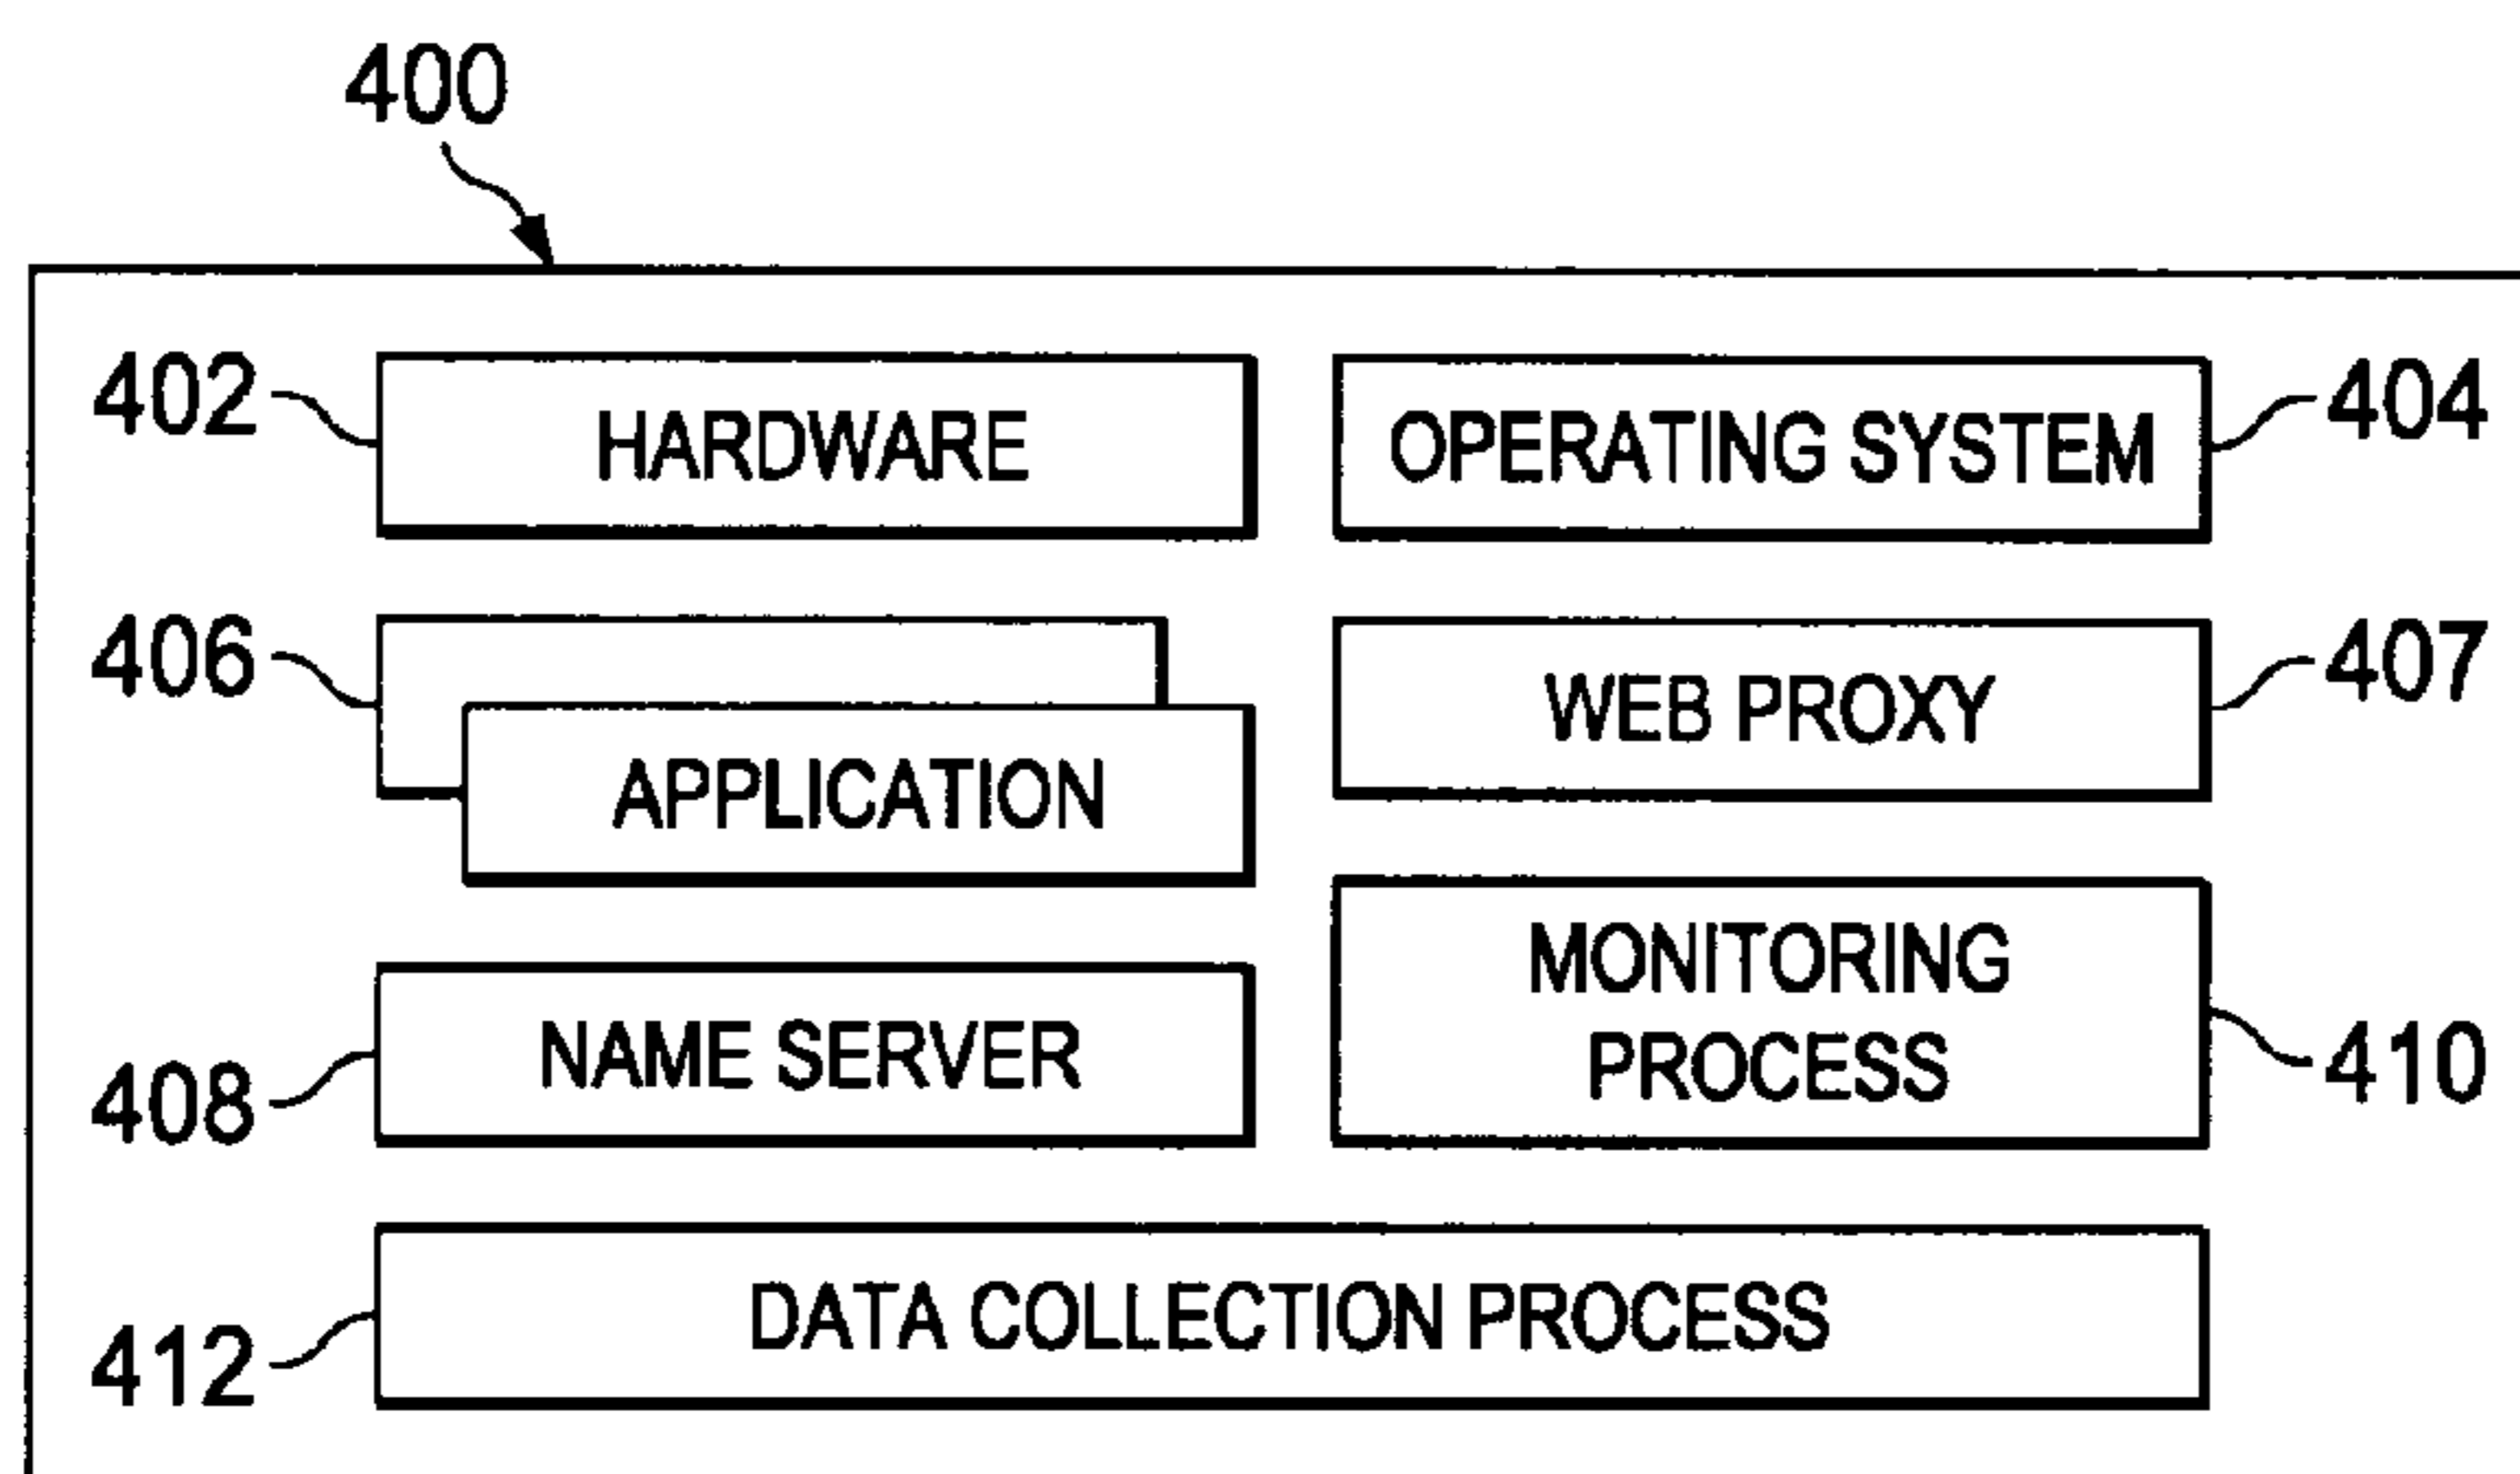 400
402 HARDWARE OPERATING SYSTEM 404
406 APPLICATION WEB PROXY 407
408 NAME SERVER MONITORING
PROCESS 410
412 DATA COLLECTION PROCESS